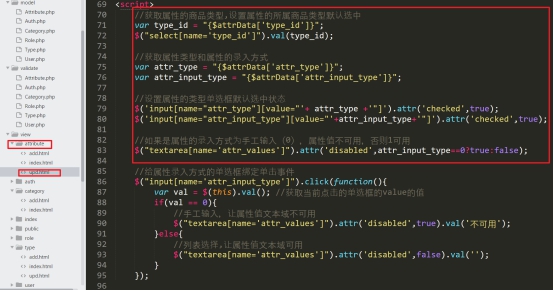 model
Attribute.php
Auth.php
Category.php
Role.php
Type.php
User.php
validate
Attribute.php
Auth.php
Category.php
Role.php
Type.php
view
attribute
add.html
index.html
upd.html
auth
category
add.html
index.html
upd.html
index
public
role
type
add.html
index.html
upd.html
user
69 <script>
70 //获取属性的商品类型,设置属性的所属商品类型默认选中
71 var type_id = "{$attrData['type_id']}";
72 $("select[name='type_id']").val(type_id);
73
74 //获取属性类型和属性的录入方式
75 var attr_type = "{$attrData['attr_type']}";
76 var attr_input_type = "{$attrData['attr_input_type']}";
77
78 //设置属性的类型单选框默认选中状态
79 $('input[name="attr_type"][value="'+ attr_type +'"]').attr('checked',true);
80 $('input[name="attr_input_type"][value="'+attr_input_type+'"]').attr('checked',true);
81
82 //如果是属性的录入方式为手工输入（0），属性值不可用，否则1可用
83 $("textarea[name='attr_values']").attr('disabled',attr_input_type==0?true:false);
84
85 //给属性录入方式的单选框绑定单击事件
86 $("input[name='attr_input_type']").click(function(){
87 var val = $(this).val(); //获取当前点击的单选框的value的值
88 if(val == 0){
89 //手工输入, 让属性值文本域不可用
90 $("textarea[name='attr_values']").attr('disabled',true).val('不可用');
91 }else{
92 //列表选择,让属性值文本域可用
93 $("textarea[name='attr_values']").attr('disabled',false).val('');
94 }
95 });